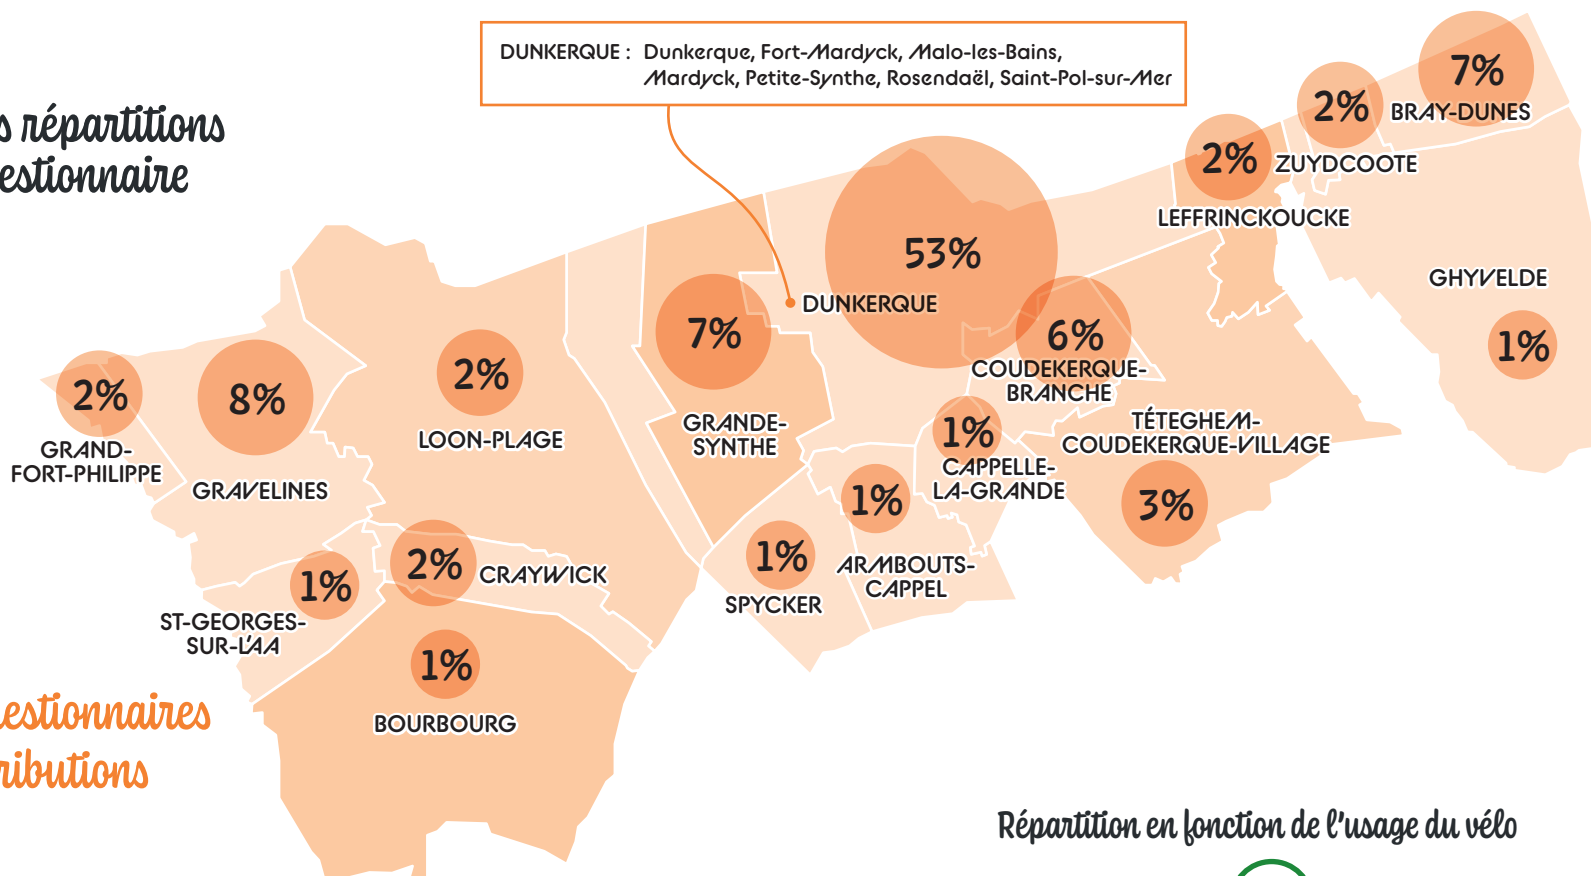 DUNKERQUE : Dunkerque, Fort-Mardyck, Malo-les-Bains,
Mardyck, Petite-Synthe, Rosendaël, Saint-Pol-sur-Mer
répartitions
7%
BRAY-DUNES
2%
ZUYDCOOTE
2%
LEFFRINCKOUCKE
53%
DUNKERQUE
GHYVELDE
1%
7%
GRANDE-
SYNTHE
6%
COUDEKERQUE-
BRANCHE
2%
LOON-PLAGE
2%
GRAND-
FORT-PHILIPPE
8%
GRAVELINES
1%
CAPPELLE-
LA-GRANDE
TÉTEGHEM-
COUDEKERQUE-VILLAGE
3%
1%
ARMBOUTS-
CAPPEL
1%
SPYCKER
2%
CRAYWICK
1%
ST-GEORGES-
SUR-L'AA
1%
BOURBOURG
Répartition en fonction de l'usage du vélo